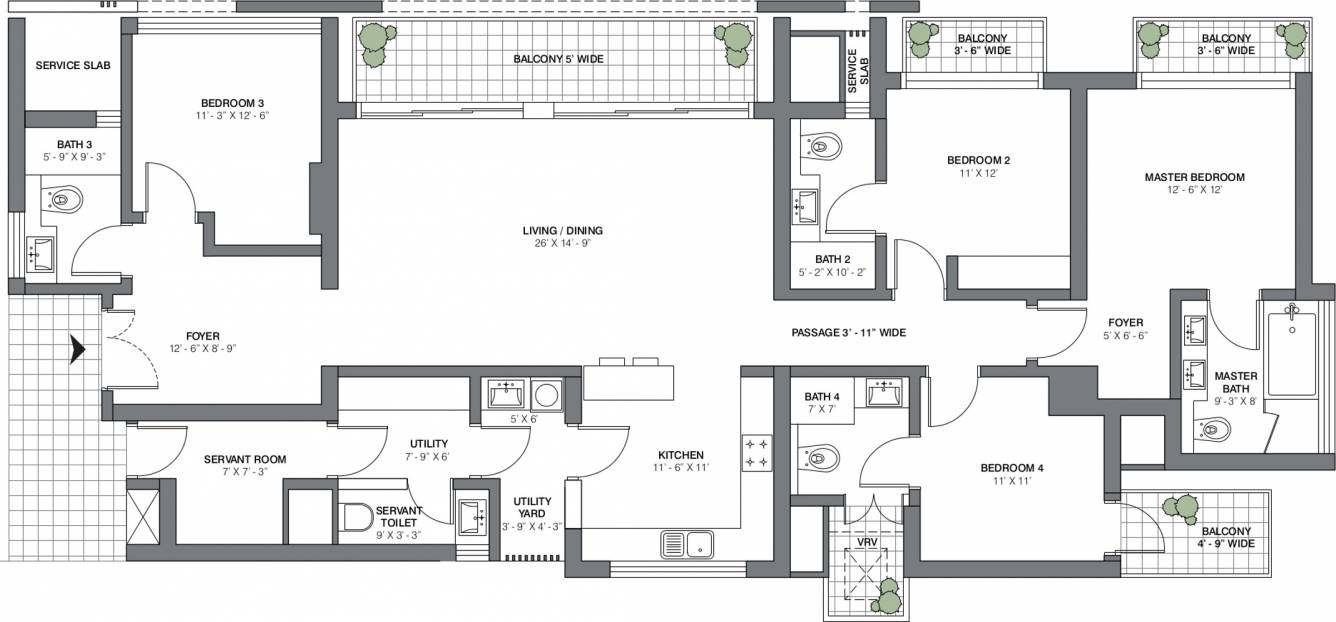 SERVICE SLAB
BEDROOM 3
11' - 3" X 12' - 6"
BATH 3
5' - 9" X 9' - 3"
BALCONY 5' WIDE
SERVICE
SLAB
BALCONY
3' - 6" WIDE
BALCONY
3' - 6" WIDE
BEDROOM 2
11' X 12'
MASTER BEDROOM
12' - 6" X 12'
LIVING / DINING
26' X 14' - 9"
BATH 2
5' - 2" X 10' - 2"
FOYER
12' - 6" X 8' - 9"
PASSAGE 3' - 11" WIDE
FOYER
5' X 6' - 6"
MASTER
BATH
9' - 3" X 8'
5' X 6'
BATH 4
7' X 7'
SERVANT ROOM
7' X 7' - 3"
UTILITY
7' - 9" X 6'
KITCHEN
11' - 6" X 11'
BEDROOM 4
11' X 11'
SERVANT
TOILET
9' X 3' - 3"
UTILITY
YARD
3' - 9" X 4' - 3"
VRV
BALCONY
4' - 9" WIDE